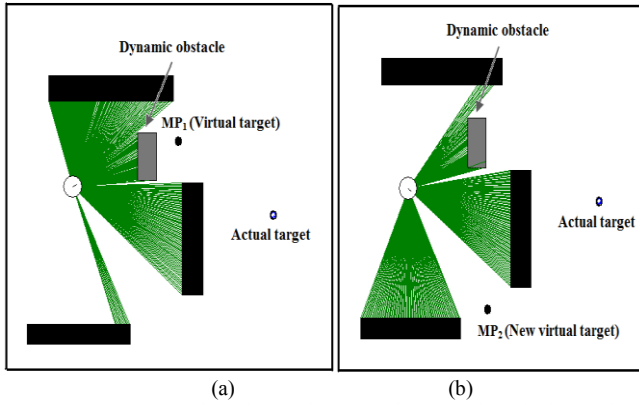 Dynamic obstacle
MP₁ (Virtual target)
Actual target
(a)
Dynamic obstacle
Actual target
MP₂ (New virtual target)
(b)